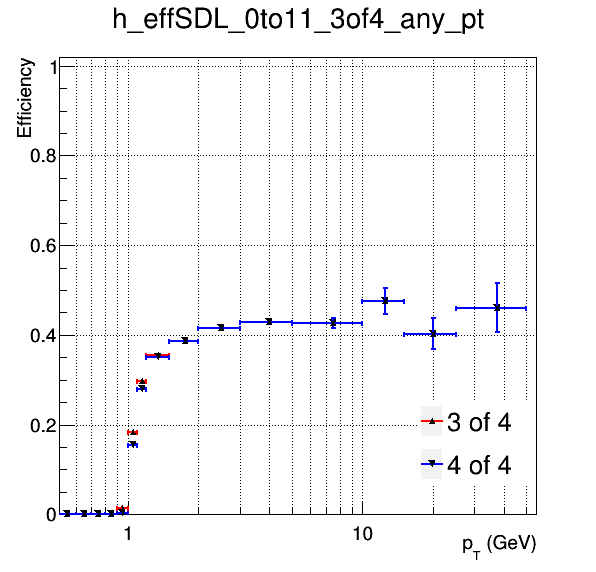 h_effSDL_0to11_3of4_any_pt
Efficiency
1
0.8
0.6
0.4
0.2
0
3 of 4
4 of 4
1
10
p_T (GeV)